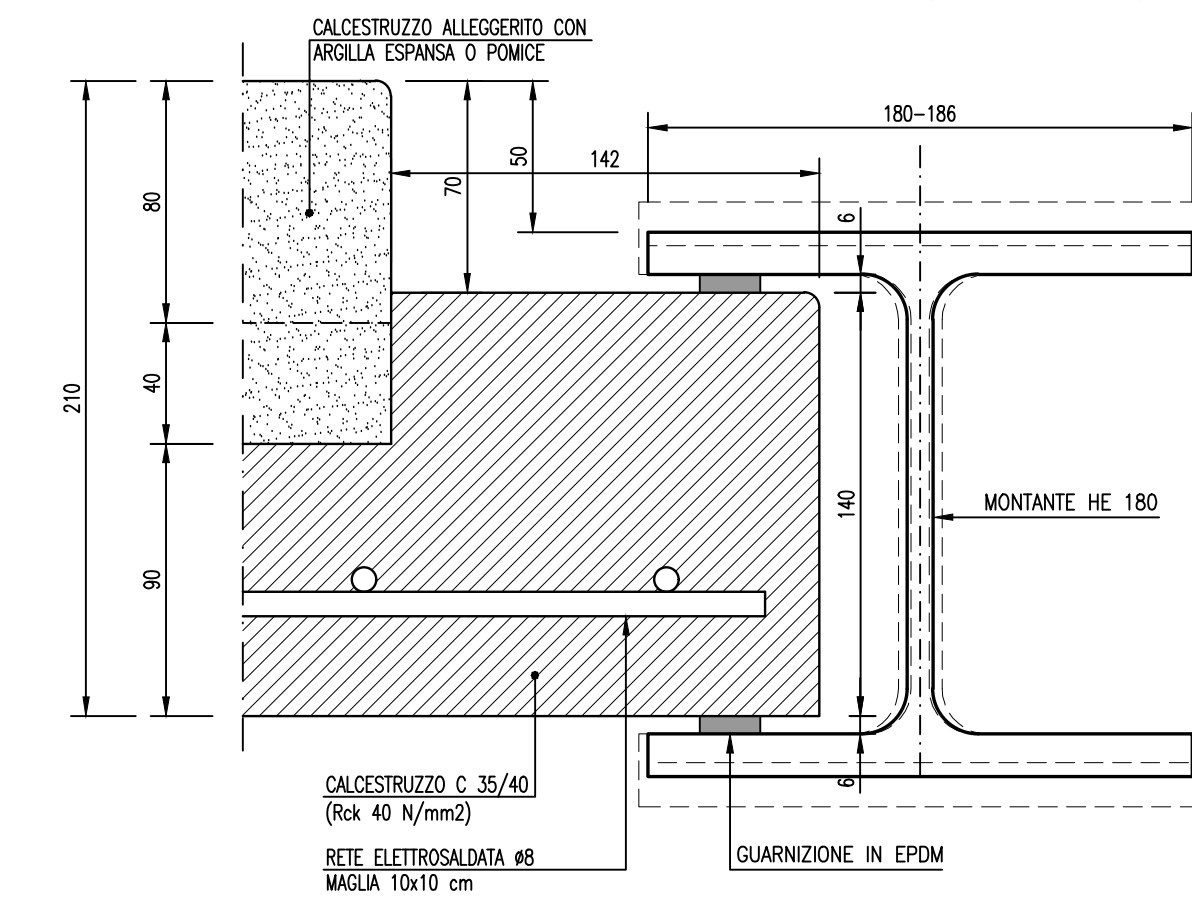 CALCESTRUZZO ALLEGGERITO CON
ARGILLA ESPANSA O POMICE
180-186
142
50
70
80
6
40
210
140
MONTANTE HE 180
90
6
CALCESTRUZZO C 35/40
(Rck 40 N/mm2)
RETE ELETTROSALDATA ø8
MAGLIA 10x10 cm
GUARNIZIONE IN EPDM